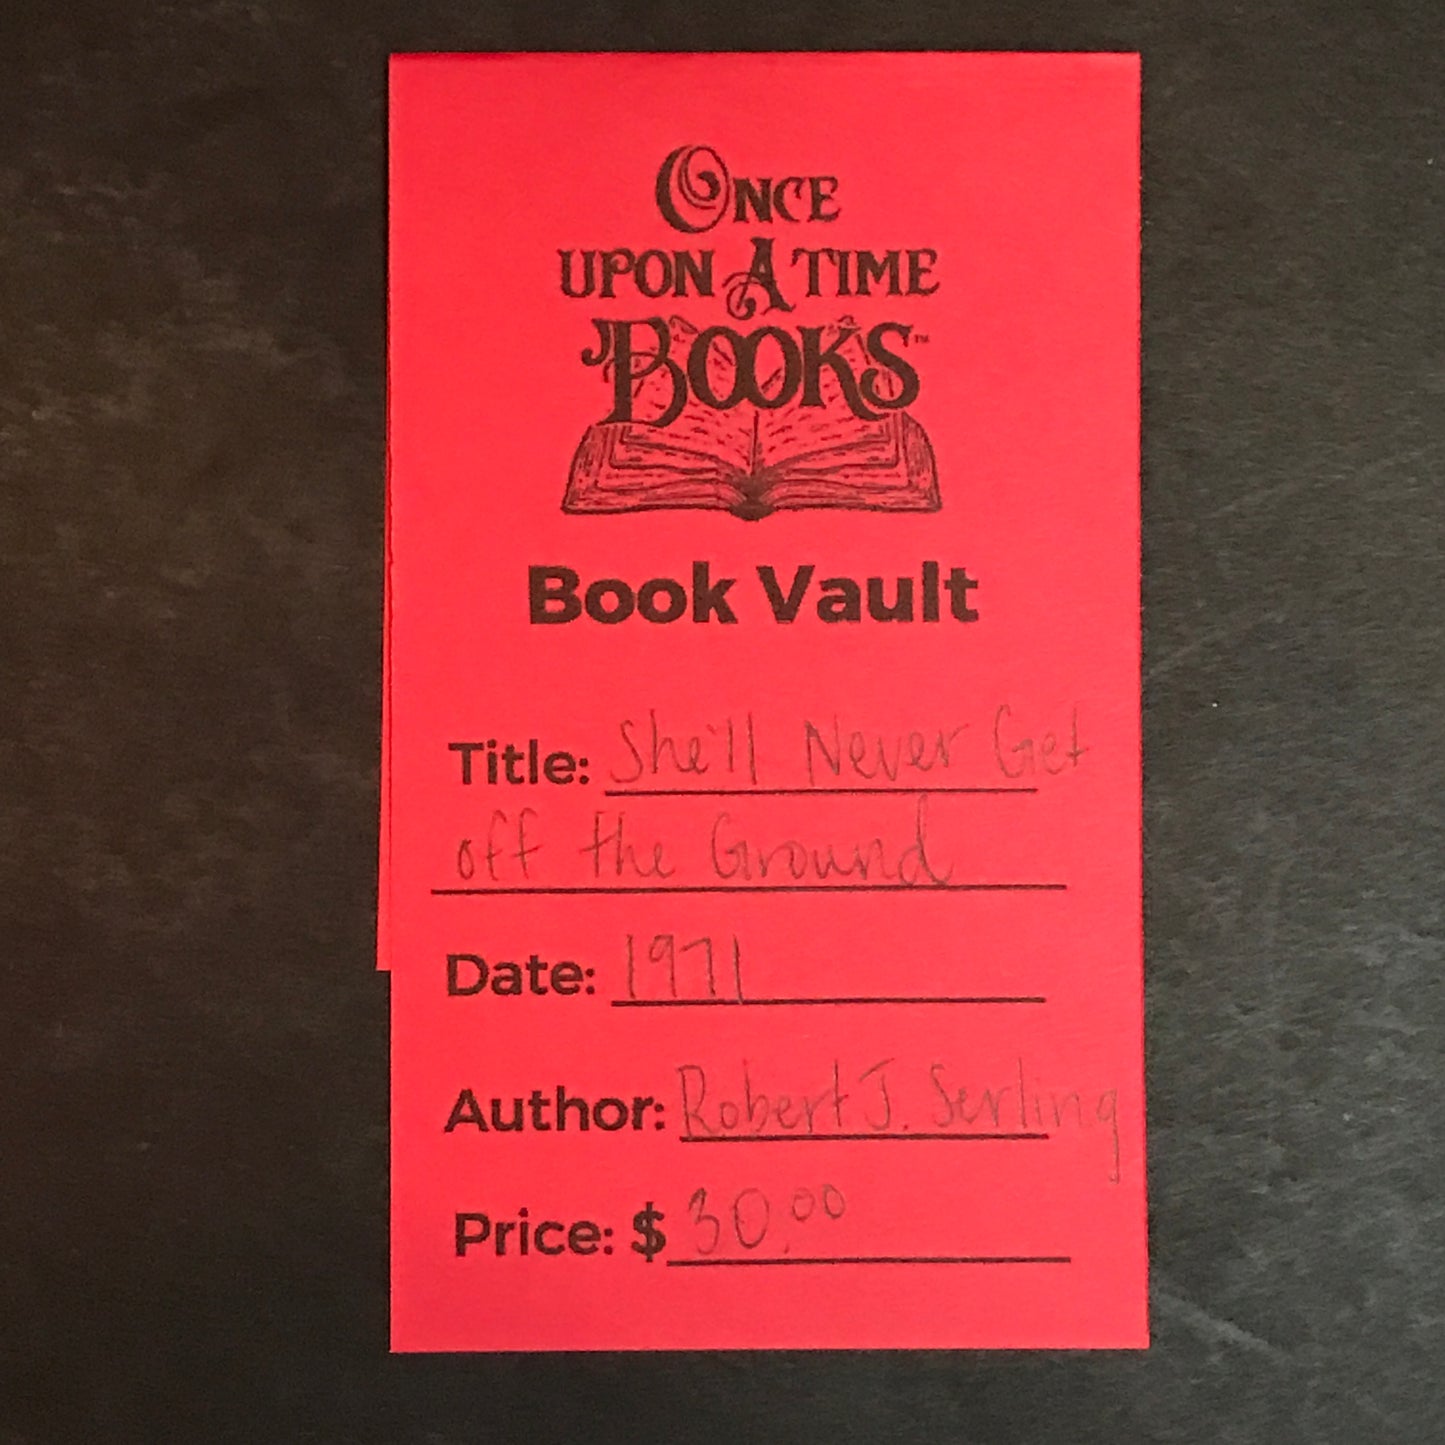 ONCE
UPON A TIME
BOOKS™
Book Vault
Title: She'll Never Get
off the Ground
Date: 1971
Author: Robert J. Serling
Price: $ 30.00